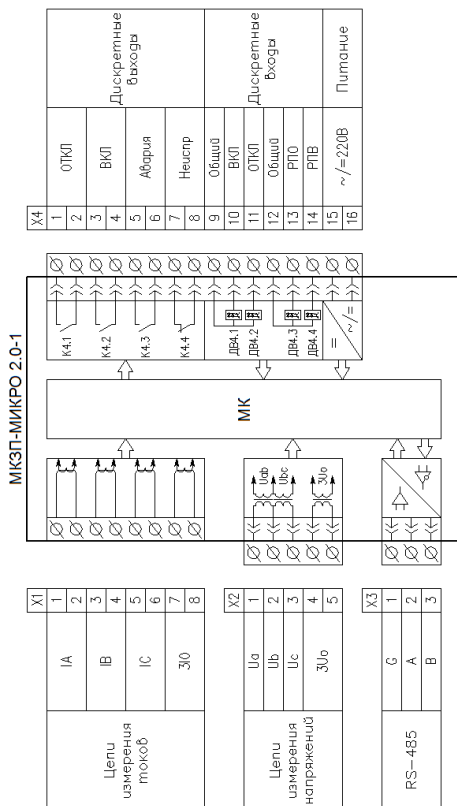 МКЗП-МИКРО 2.0-1
X4
1
2
3
4
5
6
7
8
9
10
11
12
13
14
15
16
ОТКЛ
ВКЛ
Авария
Неиспр
Общий
ВКЛ
ОТКЛ
Общий
РПО
РПВ
~/=220В
Дискретные
выходы
Дискретные
входы
Питание
К4.1
К4.2
К4.3
К4.4
ДВ4.1
ДВ4.2
ДВ4.3
ДВ4.4
=
~/=
МК
Uab
Ubc
3Uo
X1
1
2
3
4
5
6
7
8
IA
IB
IC
3I0
Цепи
измерения
токов
X2
1
2
3
4
5
Ua
Ub
Uc
3Uo
Цепи
измерения
напряжений
X3
1
2
3
G
A
B
RS-485